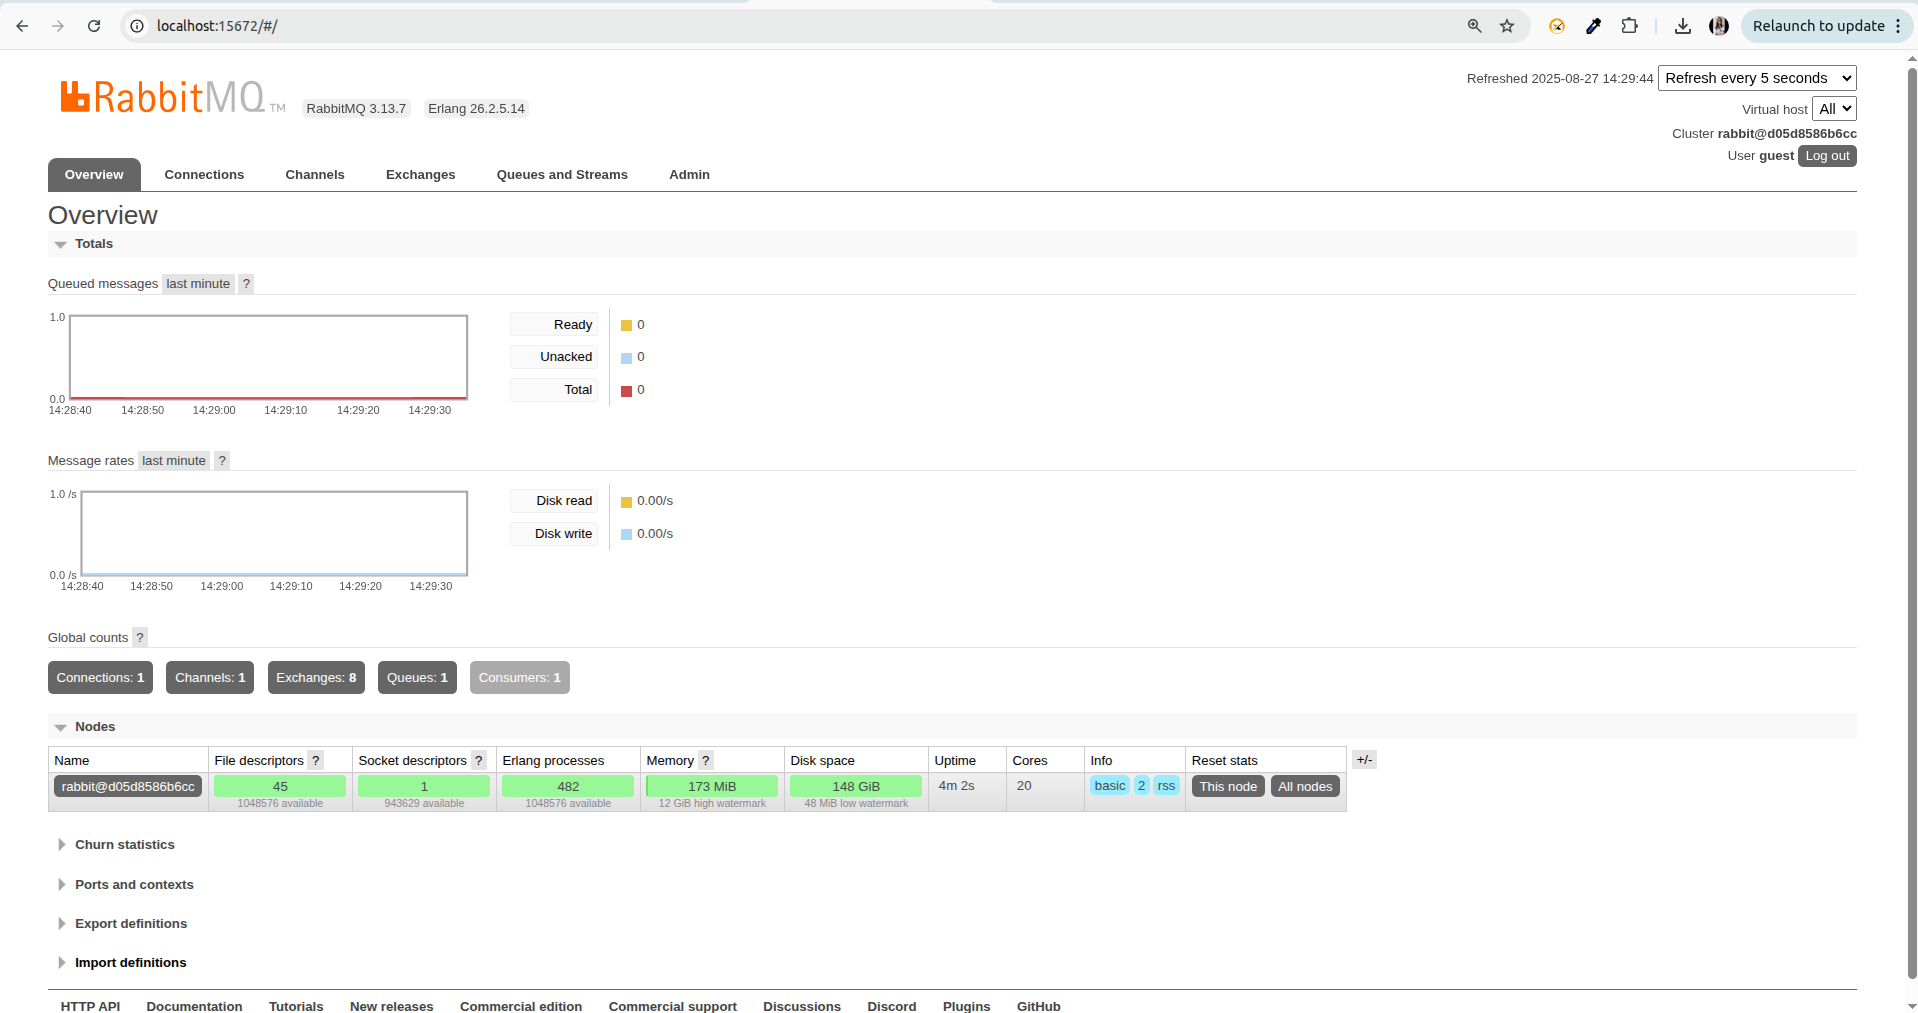 localhost:15672/#/
Relaunch to update
RabbitMQ TM
RabbitMQ 3.13.7 Erlang 26.2.5.14
Refreshed 2025-08-27 14:29:44 Refresh every 5 seconds
Virtual host All
Cluster rabbit@d05d8586b6cc
User guest Log out
Overview Connections Channels Exchanges Queues and Streams Admin
Overview
Totals
Queued messages last minute ?
1.0
0.0
14:28:40 14:28:50 14:29:00 14:29:10 14:29:20 14:29:30
Ready 0
Unacked 0
Total 0
Message rates last minute ?
1.0 /s
0.0 /s
14:28:40 14:28:50 14:29:00 14:29:10 14:29:20 14:29:30
Disk read 0.00/s
Disk write 0.00/s
Global counts ?
Connections: 1 Channels: 1 Exchanges: 8 Queues: 1 Consumers: 1
Nodes
Name File descriptors ? Socket descriptors ? Erlang processes Memory ? Disk space Uptime Cores Info Reset stats +/-
rabbit@d05d8586b6cc 45 1 482 173 MiB 148 GiB 4m 2s 20 basic 2 rss This node All nodes
1048576 available 943629 available 1048576 available 12 GiB high watermark 48 MiB low watermark
Churn statistics
Ports and contexts
Export definitions
Import definitions
HTTP API Documentation Tutorials New releases Commercial edition Commercial support Discussions Discord Plugins GitHub